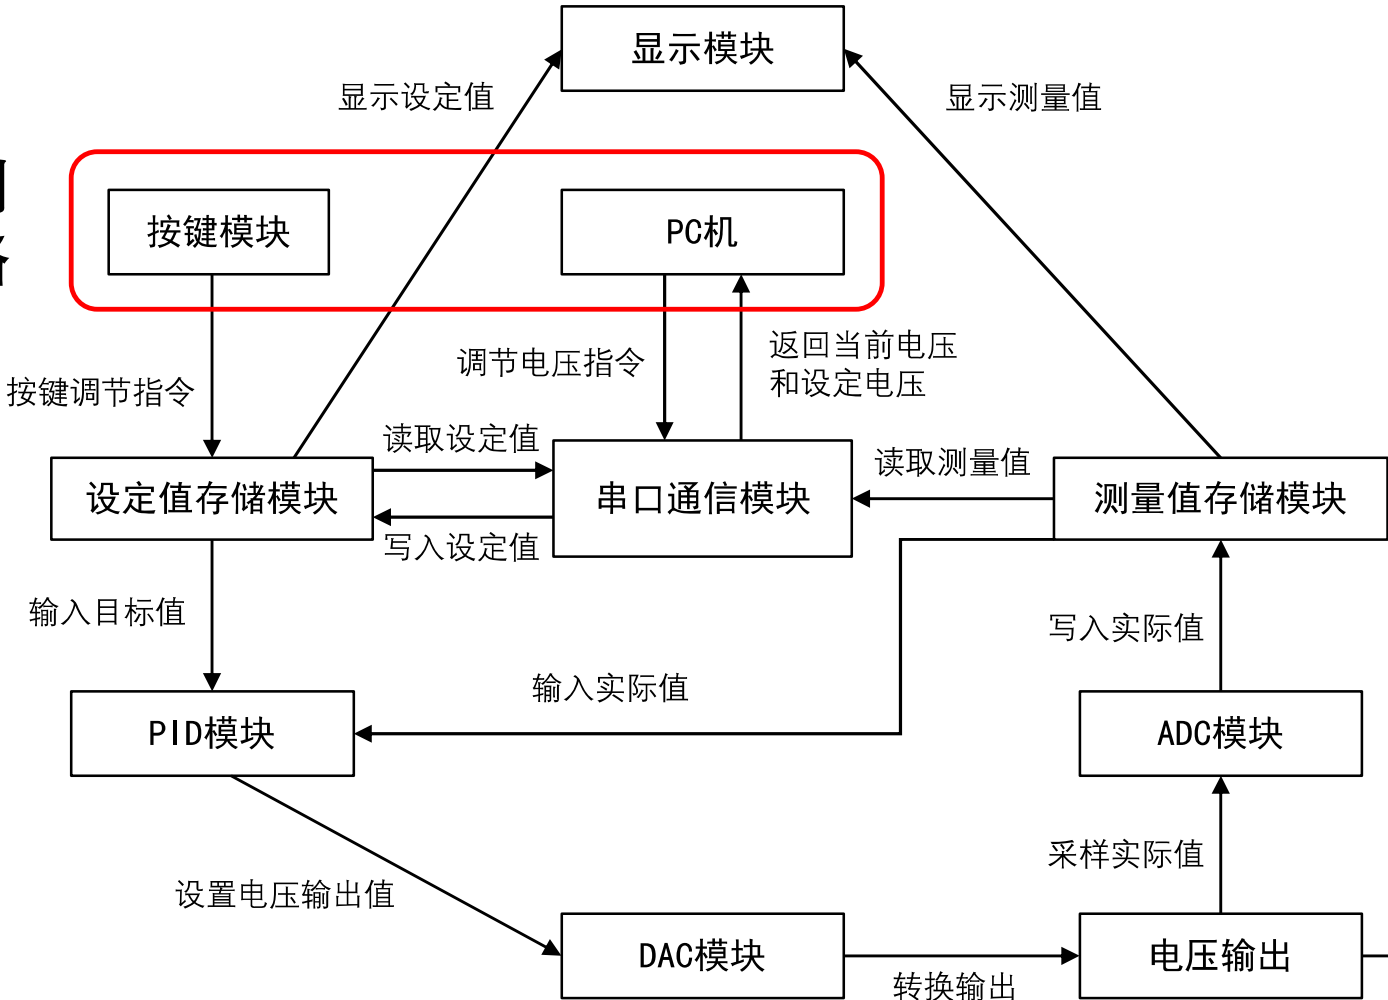 显示模块
显示设定值
显示测量值
按键模块
PC机
调节电压指令
返回当前电压
和设定电压
按键调节指令
读取设定值
读取测量值
设定值存储模块
串口通信模块
测量值存储模块
写入设定值
输入目标值
写入实际值
输入实际值
PID模块
ADC模块
采样实际值
设置电压输出值
DAC模块
电压输出
转换输出